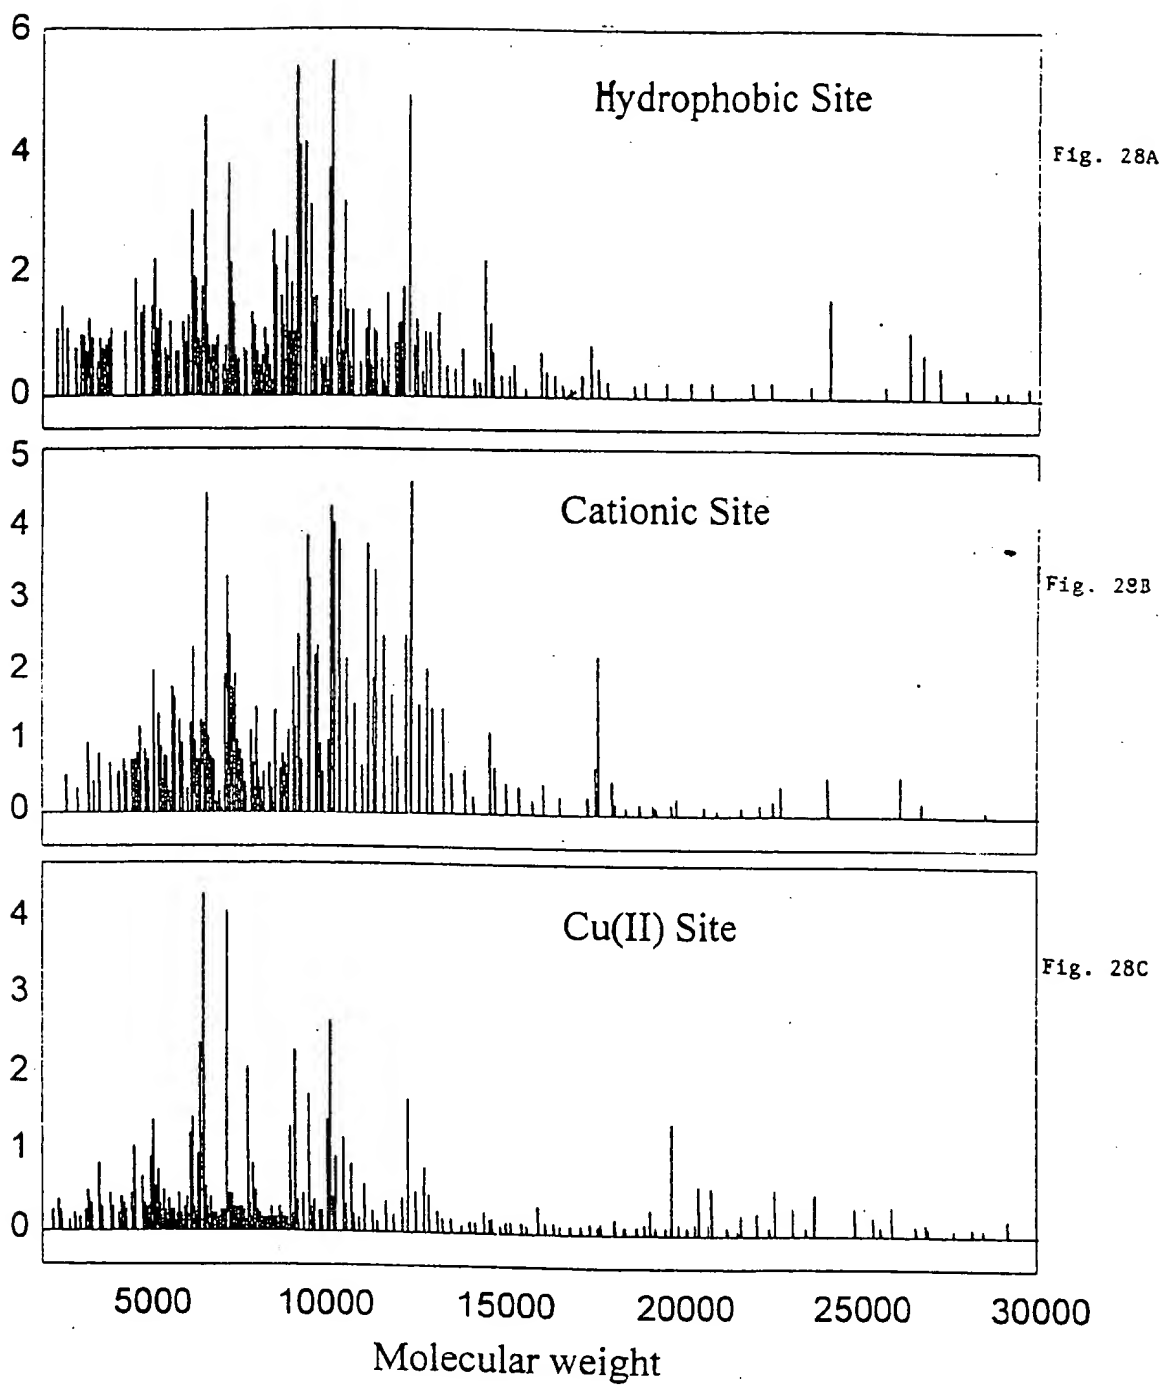 6
Hydrophobic Site
4
Fig. 28A
2
0
5
Cationic Site
4
3
Fig. 28B
2
1
0
4
Cu(II) Site
Fig. 28C
3
2
1
0
5000 10000 15000 20000 25000 30000
Molecular weight